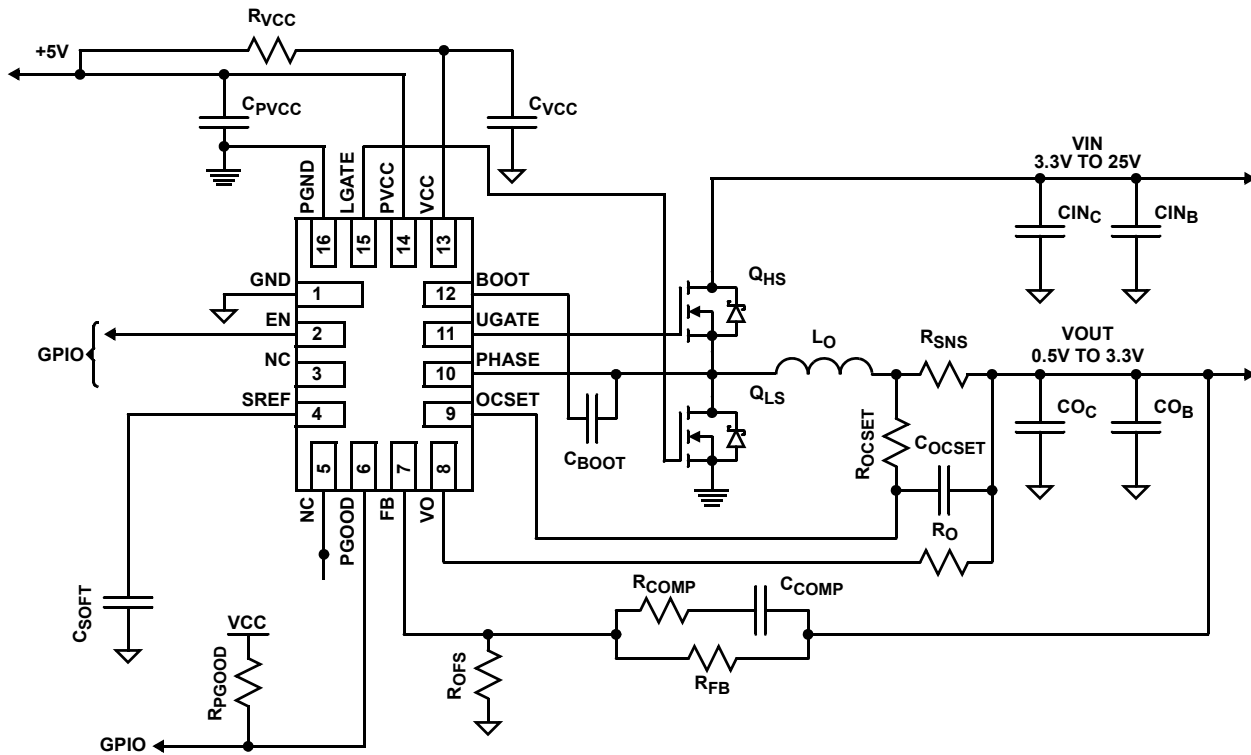 RVCC
+5V
CPVCC
CVCC
PGND
LGATE
PVCC
VCC
16
15
14
13
VIN
3.3V TO 25V
CINC
CINB
GND
1
12
BOOT
QHS
EN
2
11
UGATE
GPIO
NC
3
10
PHASE
LO
RSNS
VOUT
0.5V TO 3.3V
SREF
4
9
OCSET
QLS
CBOOT
ROCSET
COCSET
COC
COB
5
6
7
8
NC
PGOOD
FB
VO
RO
CSOFT
RCOMP
CCOMP
VCC
RPGOOD
ROFS
RFB
GPIO